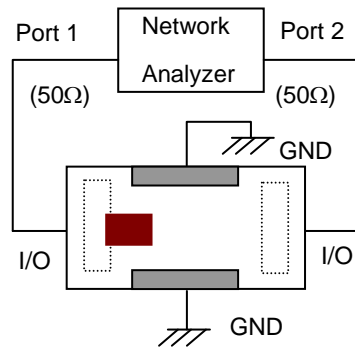 Port 1
Network
Analyzer
Port 2
(50Ω)
(50Ω)
GND
I/O
I/O
GND